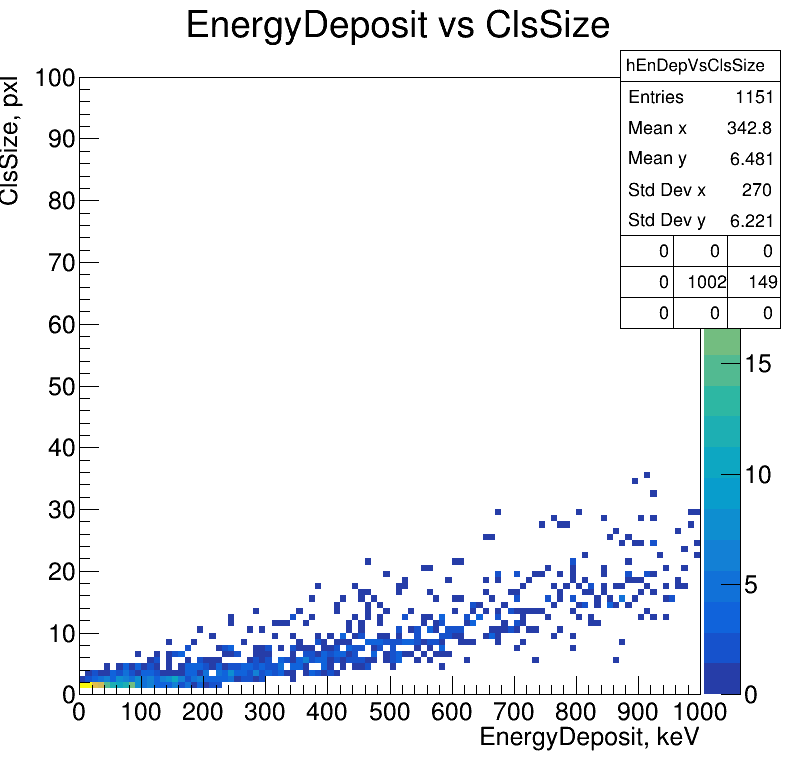 EnergyDeposit vs ClsSize
hEnDepVsClsSize
Entries 1151
Mean x 342.8
Mean y 6.481
Std Dev x 270
Std Dev y 6.221
0 0 0
0 1002 149
0 0 0
ClsSize, pxl
100
90
80
70
60
50
40
30
20
10
0
15
10
5
0
0 100 200 300 400 500 600 700 800 900 1000
EnergyDeposit, keV